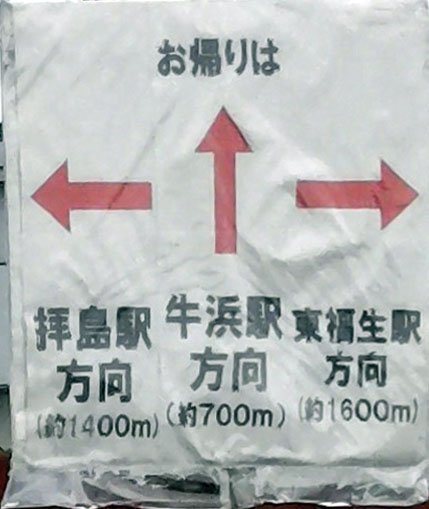 お帰りは
拝島駅
方向
(約1400m)
牛浜駅
方向
(約700m)
東福生駅
方向
(約1600m)